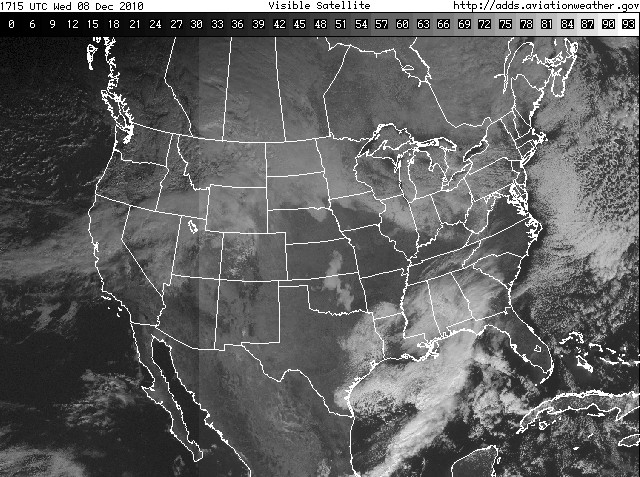 1715 UTC Wed 08 Dec 2010 Visible Satellite http://adds.aviationweather.gov
0 6 9 12 15 18 21 24 27 30 33 36 39 42 45 48 51 54 57 60 63 66 69 72 75 78 81 84 87 90 93